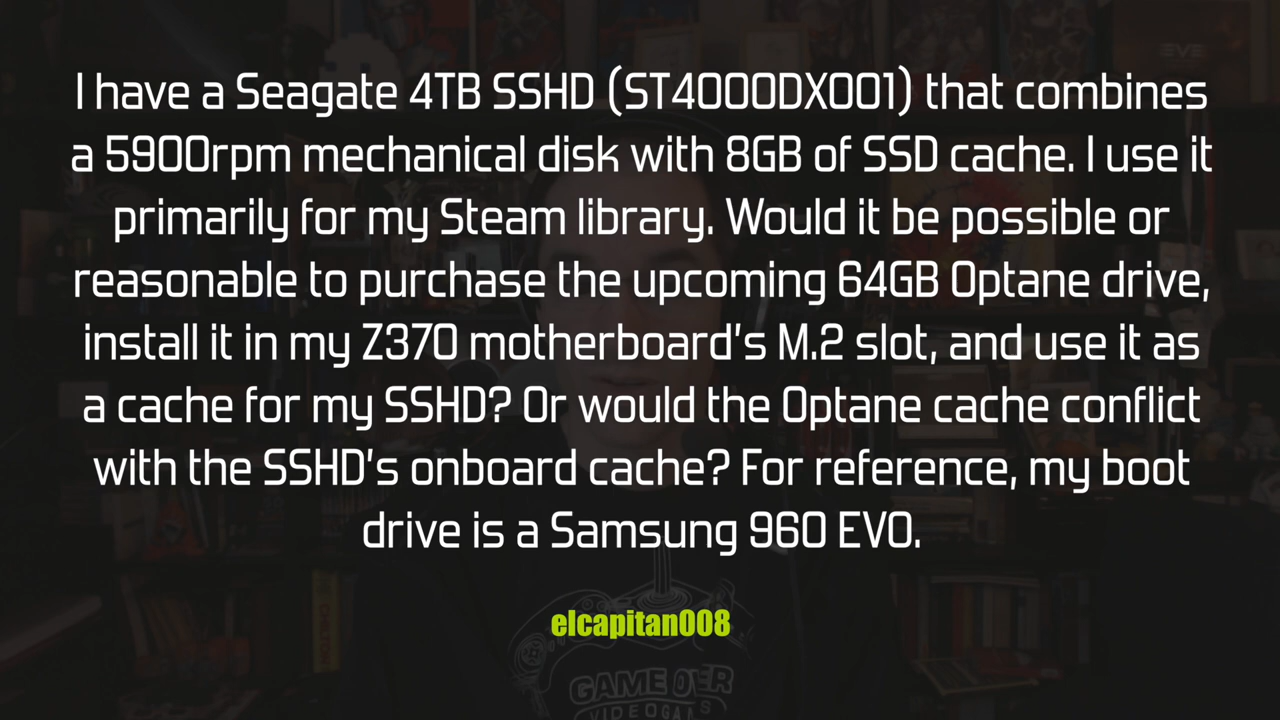 I have a Seagate 4TB SSHD (ST4000DX001) that combines
a 5900rpm mechanical disk with 8GB of SSD cache. I use it
primarily for my Steam library. Would it be possible or
reasonable to purchase the upcoming 64GB Optane drive,
install it in my Z370 motherboard's M.2 slot, and use it as
a cache for my SSHD? Or would the Optane cache conflict
with the SSHD's onboard cache? For reference, my boot
drive is a Samsung 960 EVO.
elcapitan008
GAME OVER
VIDEOGAMES